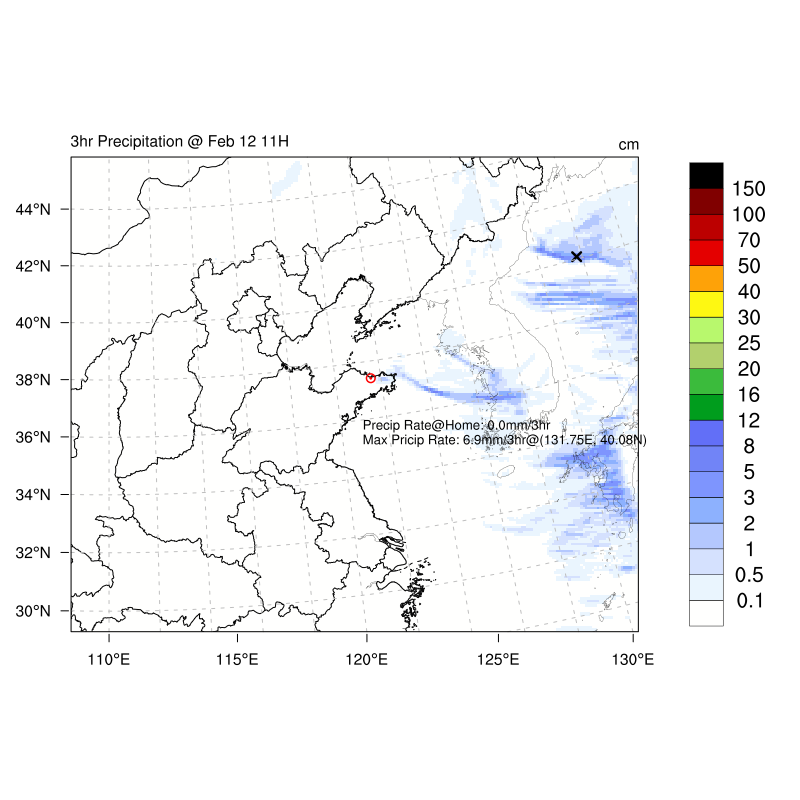 3hr Precipitation @ Feb 12 11H
cm
44°N
42°N
40°N
38°N
36°N
34°N
32°N
30°N
110°E
115°E
120°E
125°E
130°E
Precip Rate@Home: 0.0mm/3hr
Max Pricip Rate: 6.9mm/3hr@(131.75E, 40.08N)
150
100
70
50
40
30
25
20
16
12
8
5
3
2
1
0.5
0.1